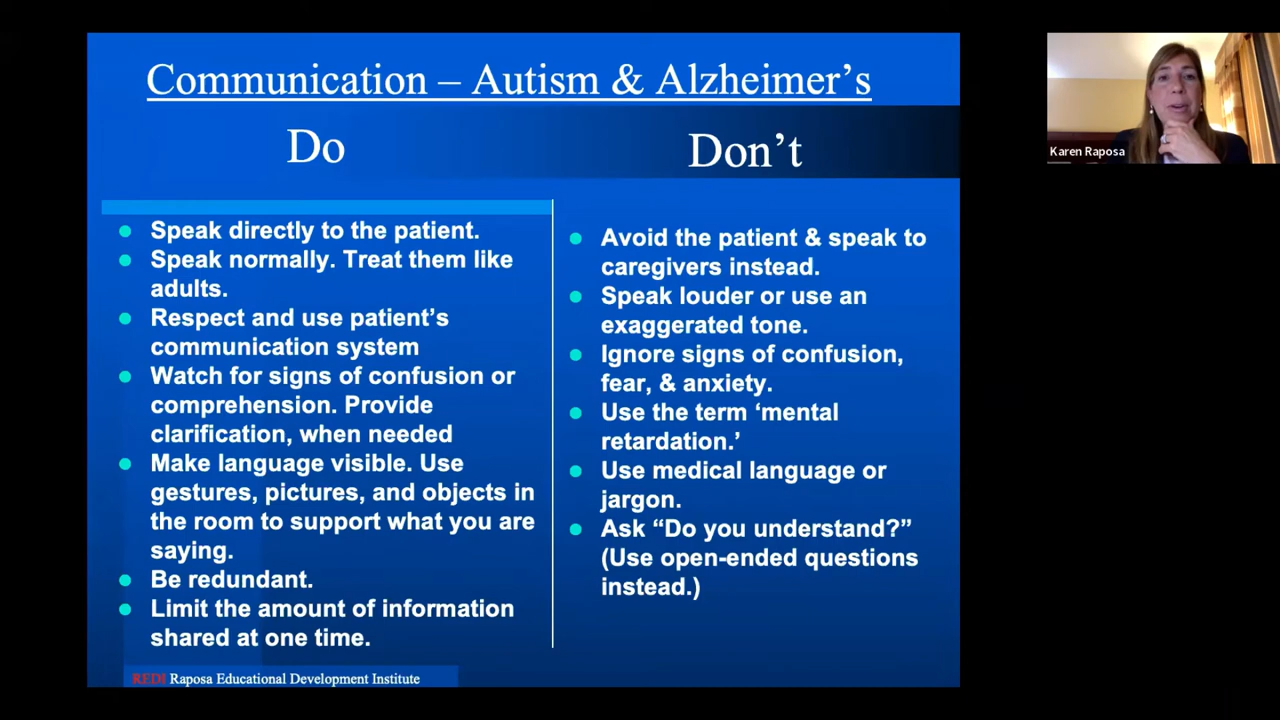 Communication – Autism & Alzheimer's
Do
Speak directly to the patient.
Speak normally. Treat them like
adults.
Respect and use patient's
communication system
Watch for signs of confusion or
comprehension. Provide
clarification, when needed
Make language visible. Use
gestures, pictures, and objects in
the room to support what you are
saying.
Be redundant.
Limit the amount of information
shared at one time.
Don't
Avoid the patient & speak to
caregivers instead.
Speak louder or use an
exaggerated tone.
Ignore signs of confusion,
fear, & anxiety.
Use the term 'mental
retardation.'
Use medical language or
jargon.
Ask “Do you understand?”
(Use open-ended questions
instead.)
REDI Raposa Educational Development Institute
Karen Raposa